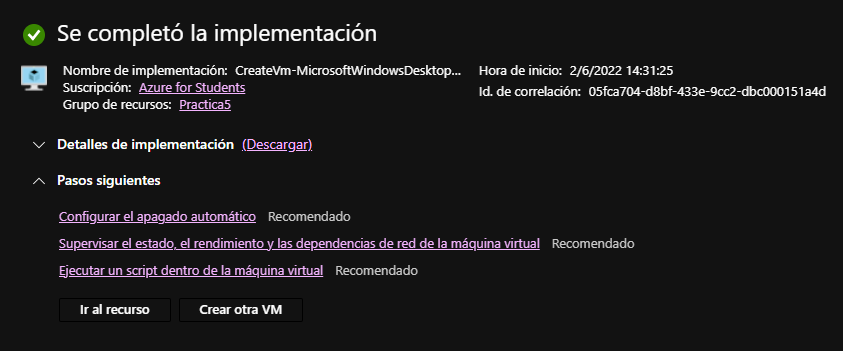 Se completó la implementación
Nombre de implementación: CreateVm-MicrosoftWindowsDesktop...
Suscripción: Azure for Students
Grupo de recursos: Practica5
Hora de inicio: 2/6/2022 14:31:25
Id. de correlación: 05fca704-d8bf-433e-9cc2-dbc000151a4d
Detalles de implementación (Descargar)
Pasos siguientes
Configurar el apagado automático Recomendado
Supervisar el estado, el rendimiento y las dependencias de red de la máquina virtual Recomendado
Ejecutar un script dentro de la máquina virtual Recomendado
Ir al recurso
Crear otra VM